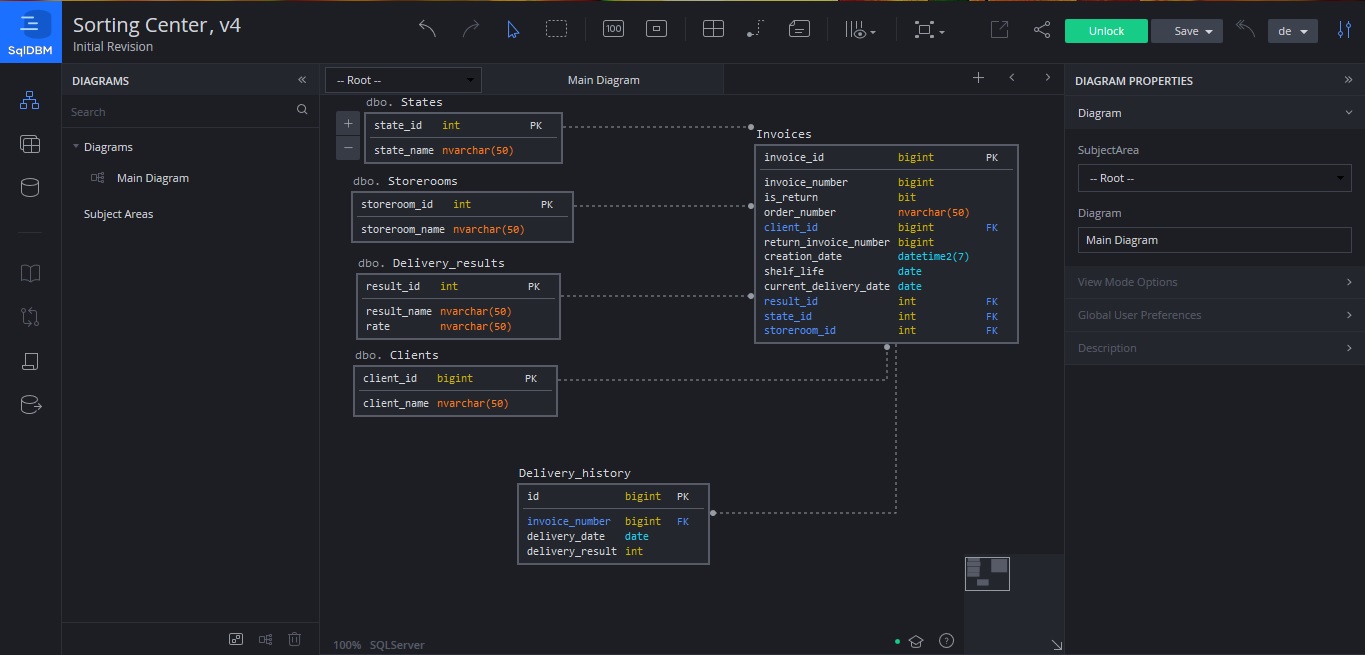 SqlDBM
Sorting Center, v4
Initial Revision
100
Unlock
Save
de
DIAGRAMS
Search
Diagrams
Main Diagram
Subject Areas
-- Root --
Main Diagram
dbo. States
state_id int PK
state_name nvarchar(50)
dbo. Storerooms
storeroom_id int PK
storeroom_name nvarchar(50)
dbo. Delivery_results
result_id int PK
result_name nvarchar(50)
rate nvarchar(50)
dbo. Clients
client_id bigint PK
client_name nvarchar(50)
Invoices
invoice_id bigint PK
invoice_number bigint
is_return bit
order_number nvarchar(50)
client_id bigint FK
return_invoice_number bigint
creation_date datetime2(7)
shelf_life date
current_delivery_date date
result_id int FK
state_id int FK
storeroom_id int FK
Delivery_history
id bigint PK
invoice_number bigint FK
delivery_date date
delivery_result int
100% SQLServer
DIAGRAM PROPERTIES
Diagram
SubjectArea
-- Root --
Diagram
Main Diagram
View Mode Options
Global User Preferences
Description